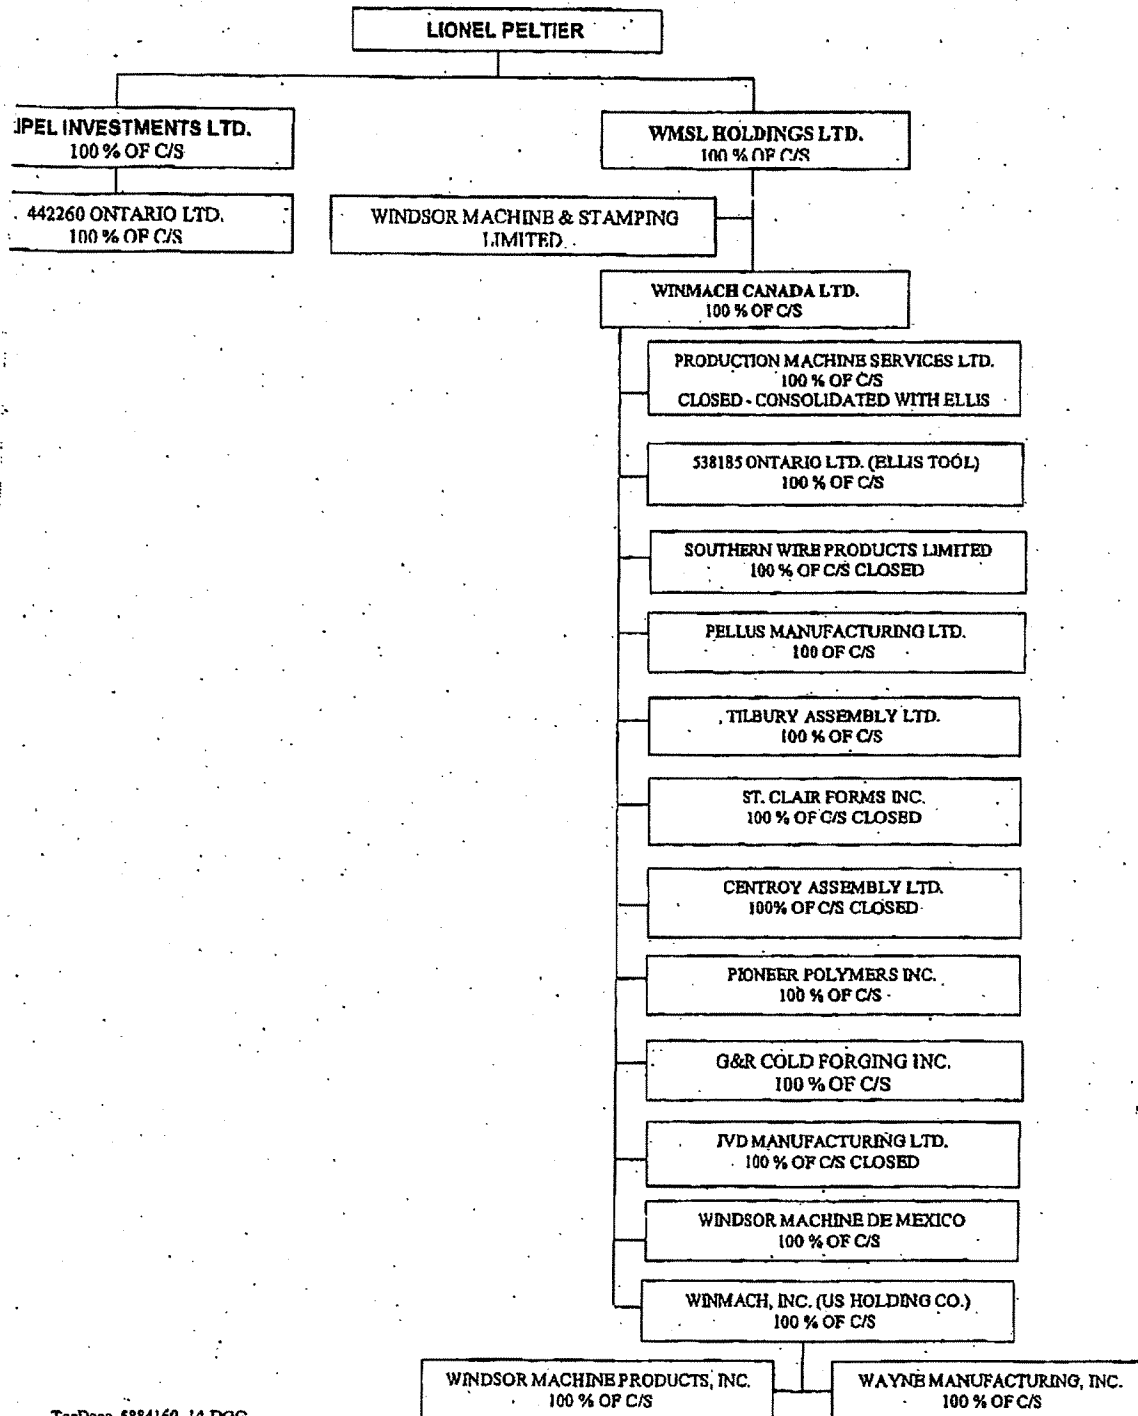 LIONEL PELTIER
IPEL INVESTMENTS LTD.
100 % OF C/S
WMSL HOLDINGS LTD.
100 % OF C/S
442260 ONTARIO LTD.
100 % OF C/S
WINDSOR MACHINE & STAMPING
LIMITED
WINMACH CANADA LTD.
100 % OF C/S
PRODUCTION MACHINE SERVICES LTD.
100 % OF C/S
CLOSED - CONSOLIDATED WITH ELLIS
538185 ONTARIO LTD. (ELLIS TOOL)
100 % OF C/S
SOUTHERN WIRE PRODUCTS LIMITED
100 % OF C/S CLOSED
PELLUS MANUFACTURING LTD.
100 OF C/S
TILBURY ASSEMBLY LTD.
100 % OF C/S
ST. CLAIR FORMS INC.
100 % OF C/S CLOSED
CENTROY ASSEMBLY LTD.
100% OF C/S CLOSED
PIONEER POLYMERS INC.
100 % OF C/S
G&R COLD FORGING INC.
100 % OF C/S
JVD MANUFACTURING LTD.
100 % OF C/S CLOSED
WINDSOR MACHINE DE MEXICO
100 % OF C/S
WINMACH, INC. (US HOLDING CO.)
100 % OF C/S
WINDSOR MACHINE PRODUCTS, INC.
100 % OF C/S
WAYNE MANUFACTURING, INC.
100 % OF C/S